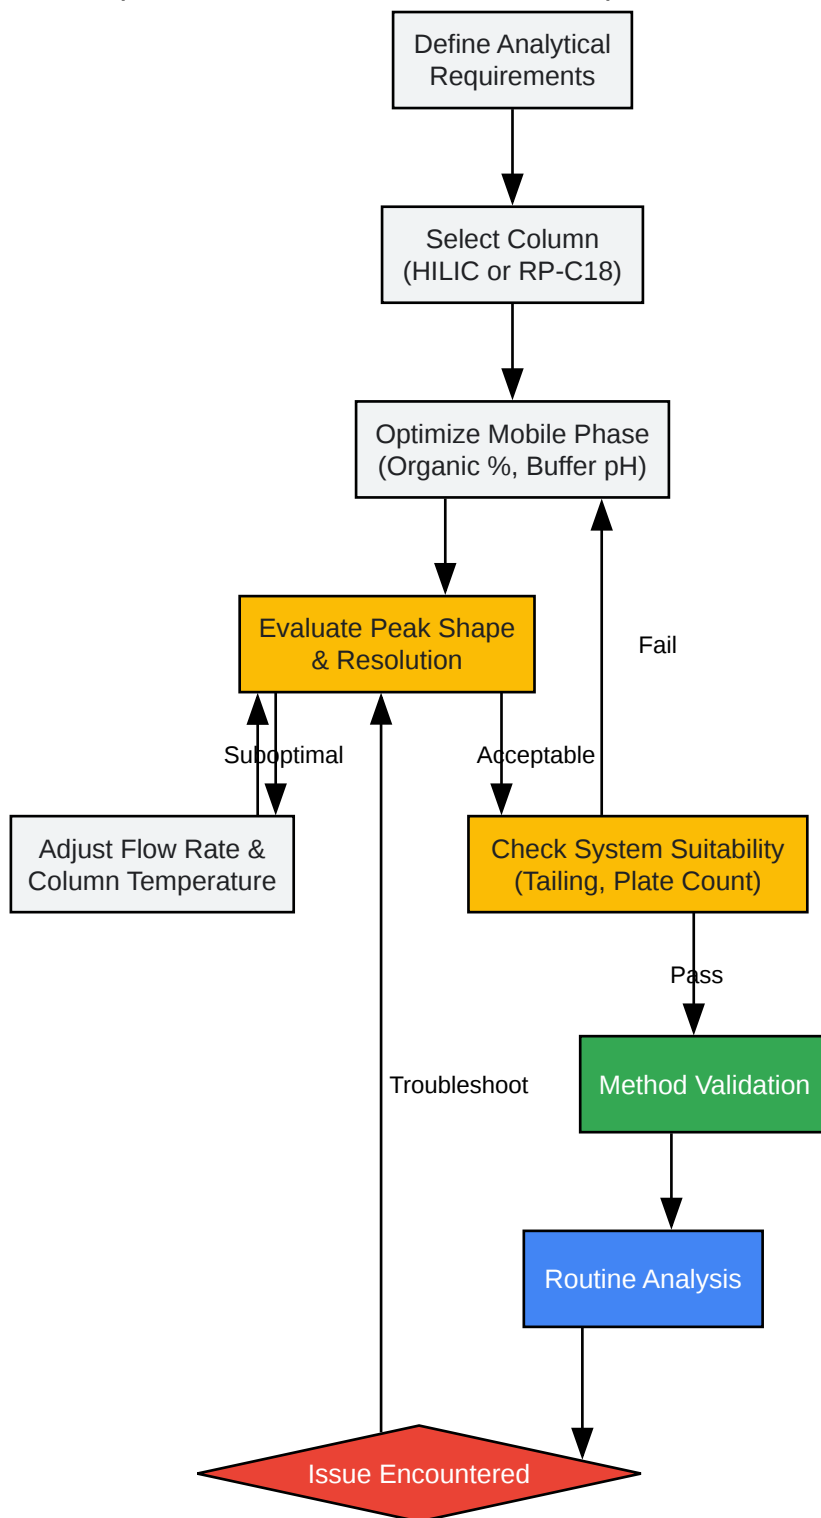 Define Analytical
Requirements
Select Column
(HILIC or RP-C18)
Optimize Mobile Phase
(Organic %, Buffer pH)
Evaluate Peak Shape
& Resolution
Fail
Suboptimal
Acceptable
Adjust Flow Rate &
Column Temperature
Check System Suitability
(Tailing, Plate Count)
Pass
Troubleshoot
Method Validation
Routine Analysis
Issue Encountered